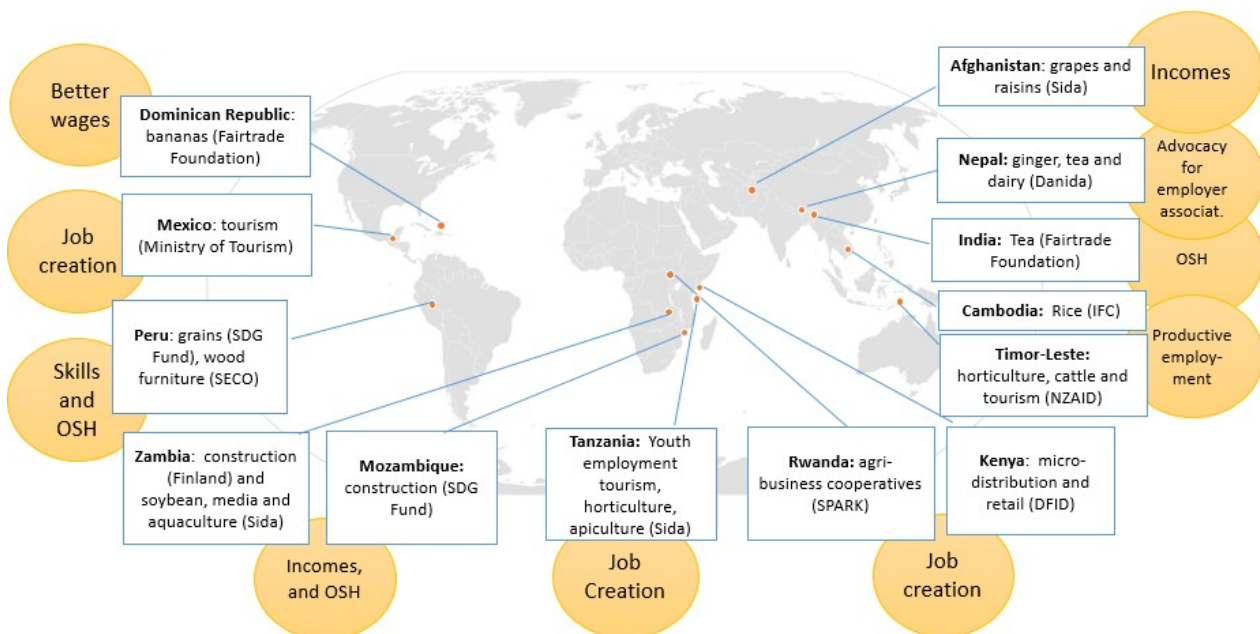 Better
wages
Dominican Republic:
bananas (Fairtrade
Foundation)
Job
creation
Mexico: tourism
(Ministry of Tourism)
Skills
and
OSH
Peru: grains (SDG
Fund), wood
furniture (SECO)
Afghanistan: grapes and
raisins (Sida)
Incomes
Nepal: ginger, tea and
dairy (Danida)
Advocacy
for
employer
associat.
India: Tea (Fairtrade
Foundation)
OSH
Cambodia: Rice (IFC)
Timor-Leste:
horticulture, cattle and
tourism (NZAID)
Productive
employ-
ment
Zambia: construction
(Finland) and
soybean, media and
aquaculture (Sida)
Mozambique:
construction (SDG
Fund)
Incomes,
and OSH
Tanzania: Youth
employment
tourism,
horticulture,
apiculture (Sida)
Job
Creation
Rwanda: agri-
business cooperatives
(SPARK)
Kenya: micro-
distribution and
retail (DFID)
Job
creation